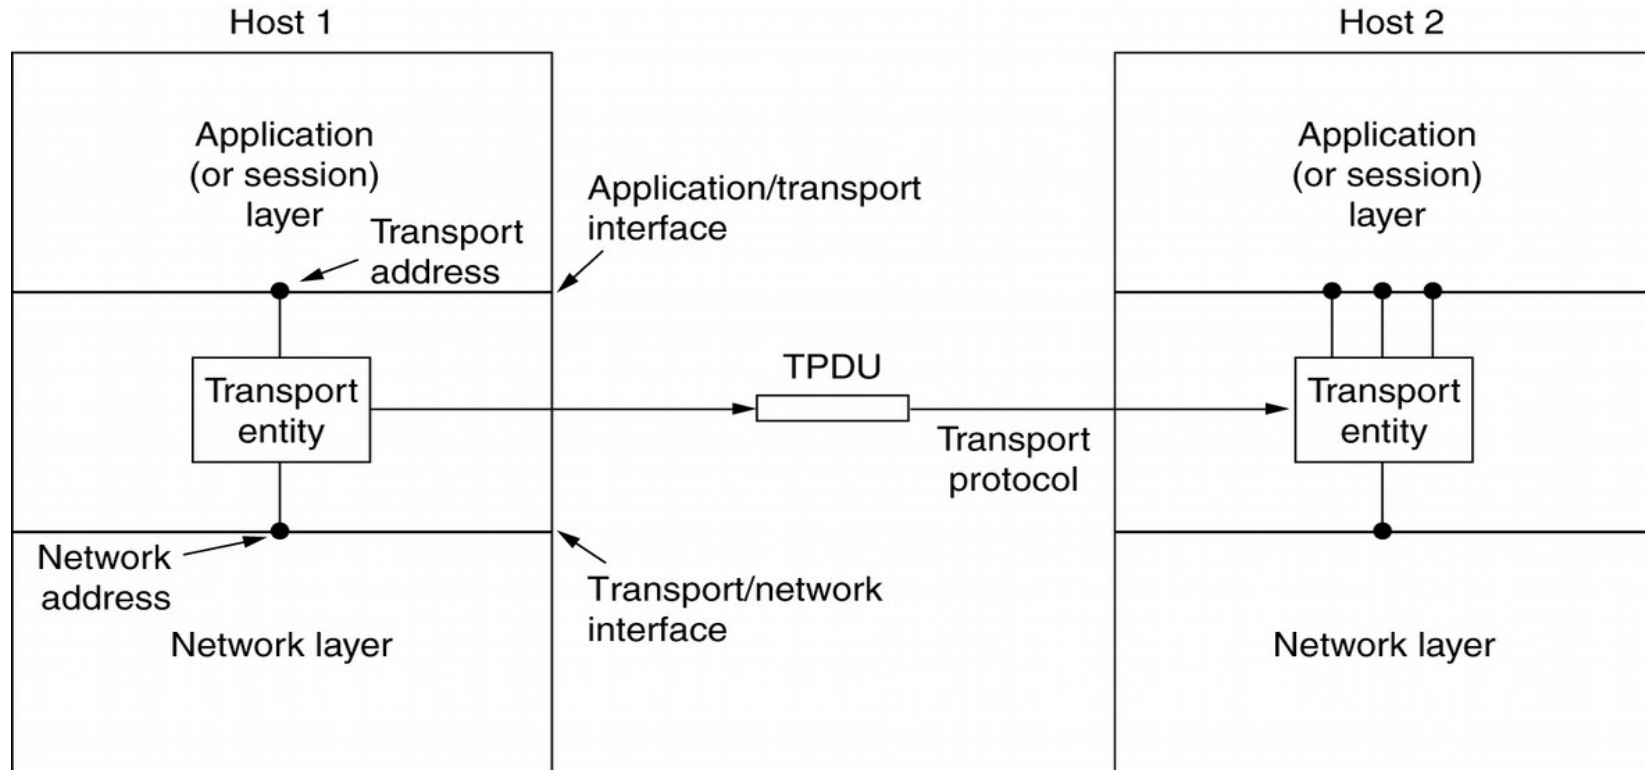 Host 1
Host 2
Application
(or session)
layer
Transport
address
Application/transport
interface
Application
(or session)
layer
Transport
entity
TPDU
Transport
protocol
Transport
entity
Network
address
Transport/network
interface
Network layer
Network layer